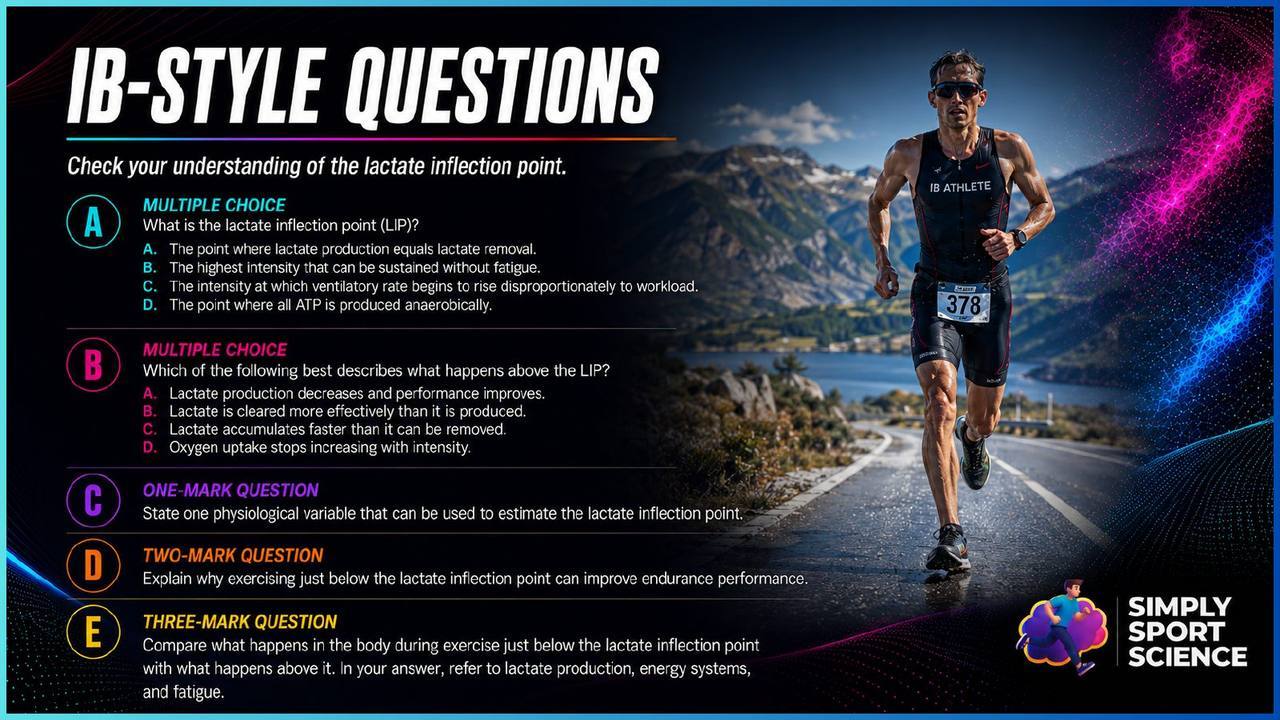 IB-STYLE QUESTIONS
Check your understanding of the lactate inflection point.
A
MULTIPLE CHOICE
What is the lactate inflection point (LIP)?
A. The point where lactate production equals lactate removal.
B. The highest intensity that can be sustained without fatigue.
C. The intensity at which ventilatory rate begins to rise disproportionately to workload.
D. The point where all ATP is produced anaerobically.
B
MULTIPLE CHOICE
Which of the following best describes what happens above the LIP?
A. Lactate production decreases and performance improves.
B. Lactate is cleared more effectively than it is produced.
C. Lactate accumulates faster than it can be removed.
D. Oxygen uptake stops increasing with intensity.
C
ONE-MARK QUESTION
State one physiological variable that can be used to estimate the lactate inflection point.
D
TWO-MARK QUESTION
Explain why exercising just below the lactate inflection point can improve endurance performance.
E
THREE-MARK QUESTION
Compare what happens in the body during exercise just below the lactate inflection point
with what happens above it. In your answer, refer to lactate production, energy systems,
and fatigue.
IB ATHLETE
378
SIMPLY
SPORT
SCIENCE